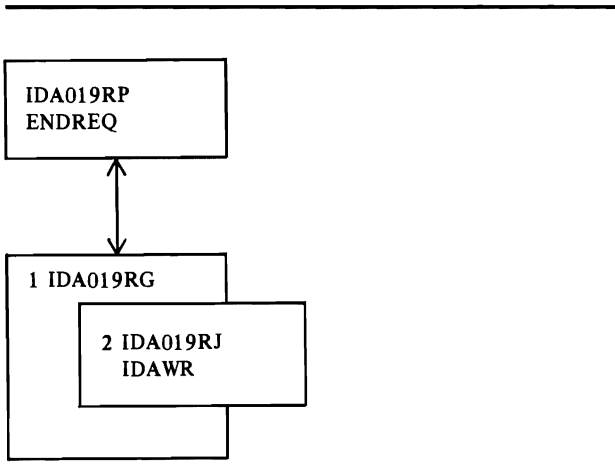 IDA019RP
ENDREQ
1 IDA019RG
2 IDA019RJ
IDAWR